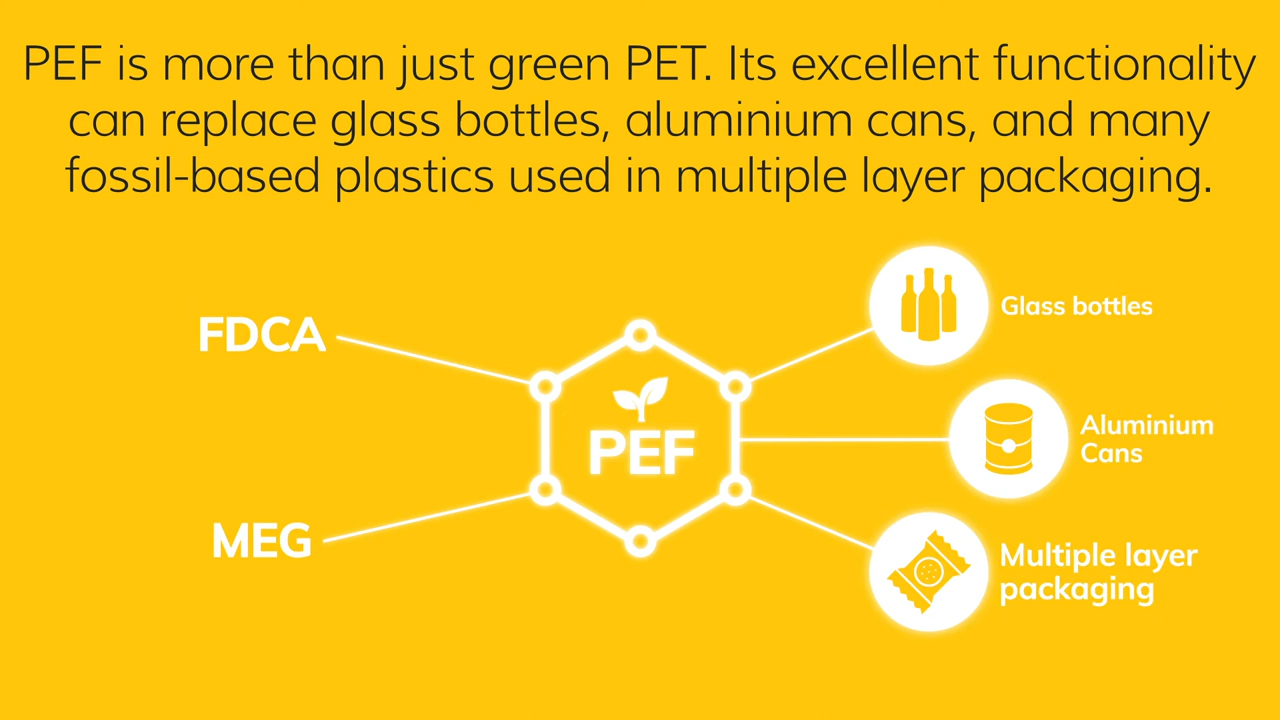 PEF is more than just green PET. Its excellent functionality
can replace glass bottles, aluminium cans, and many
fossil-based plastics used in multiple layer packaging.
FDCA
MEG
PEF
Glass bottles
Aluminium
Cans
Multiple layer
packaging